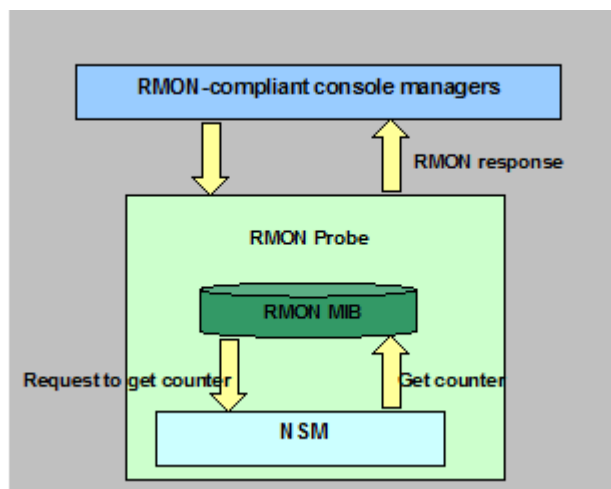 RMON-compliant console managers
RMON response
RMON Probe
RMON MIB
Request to get counter
Get counter
NSM